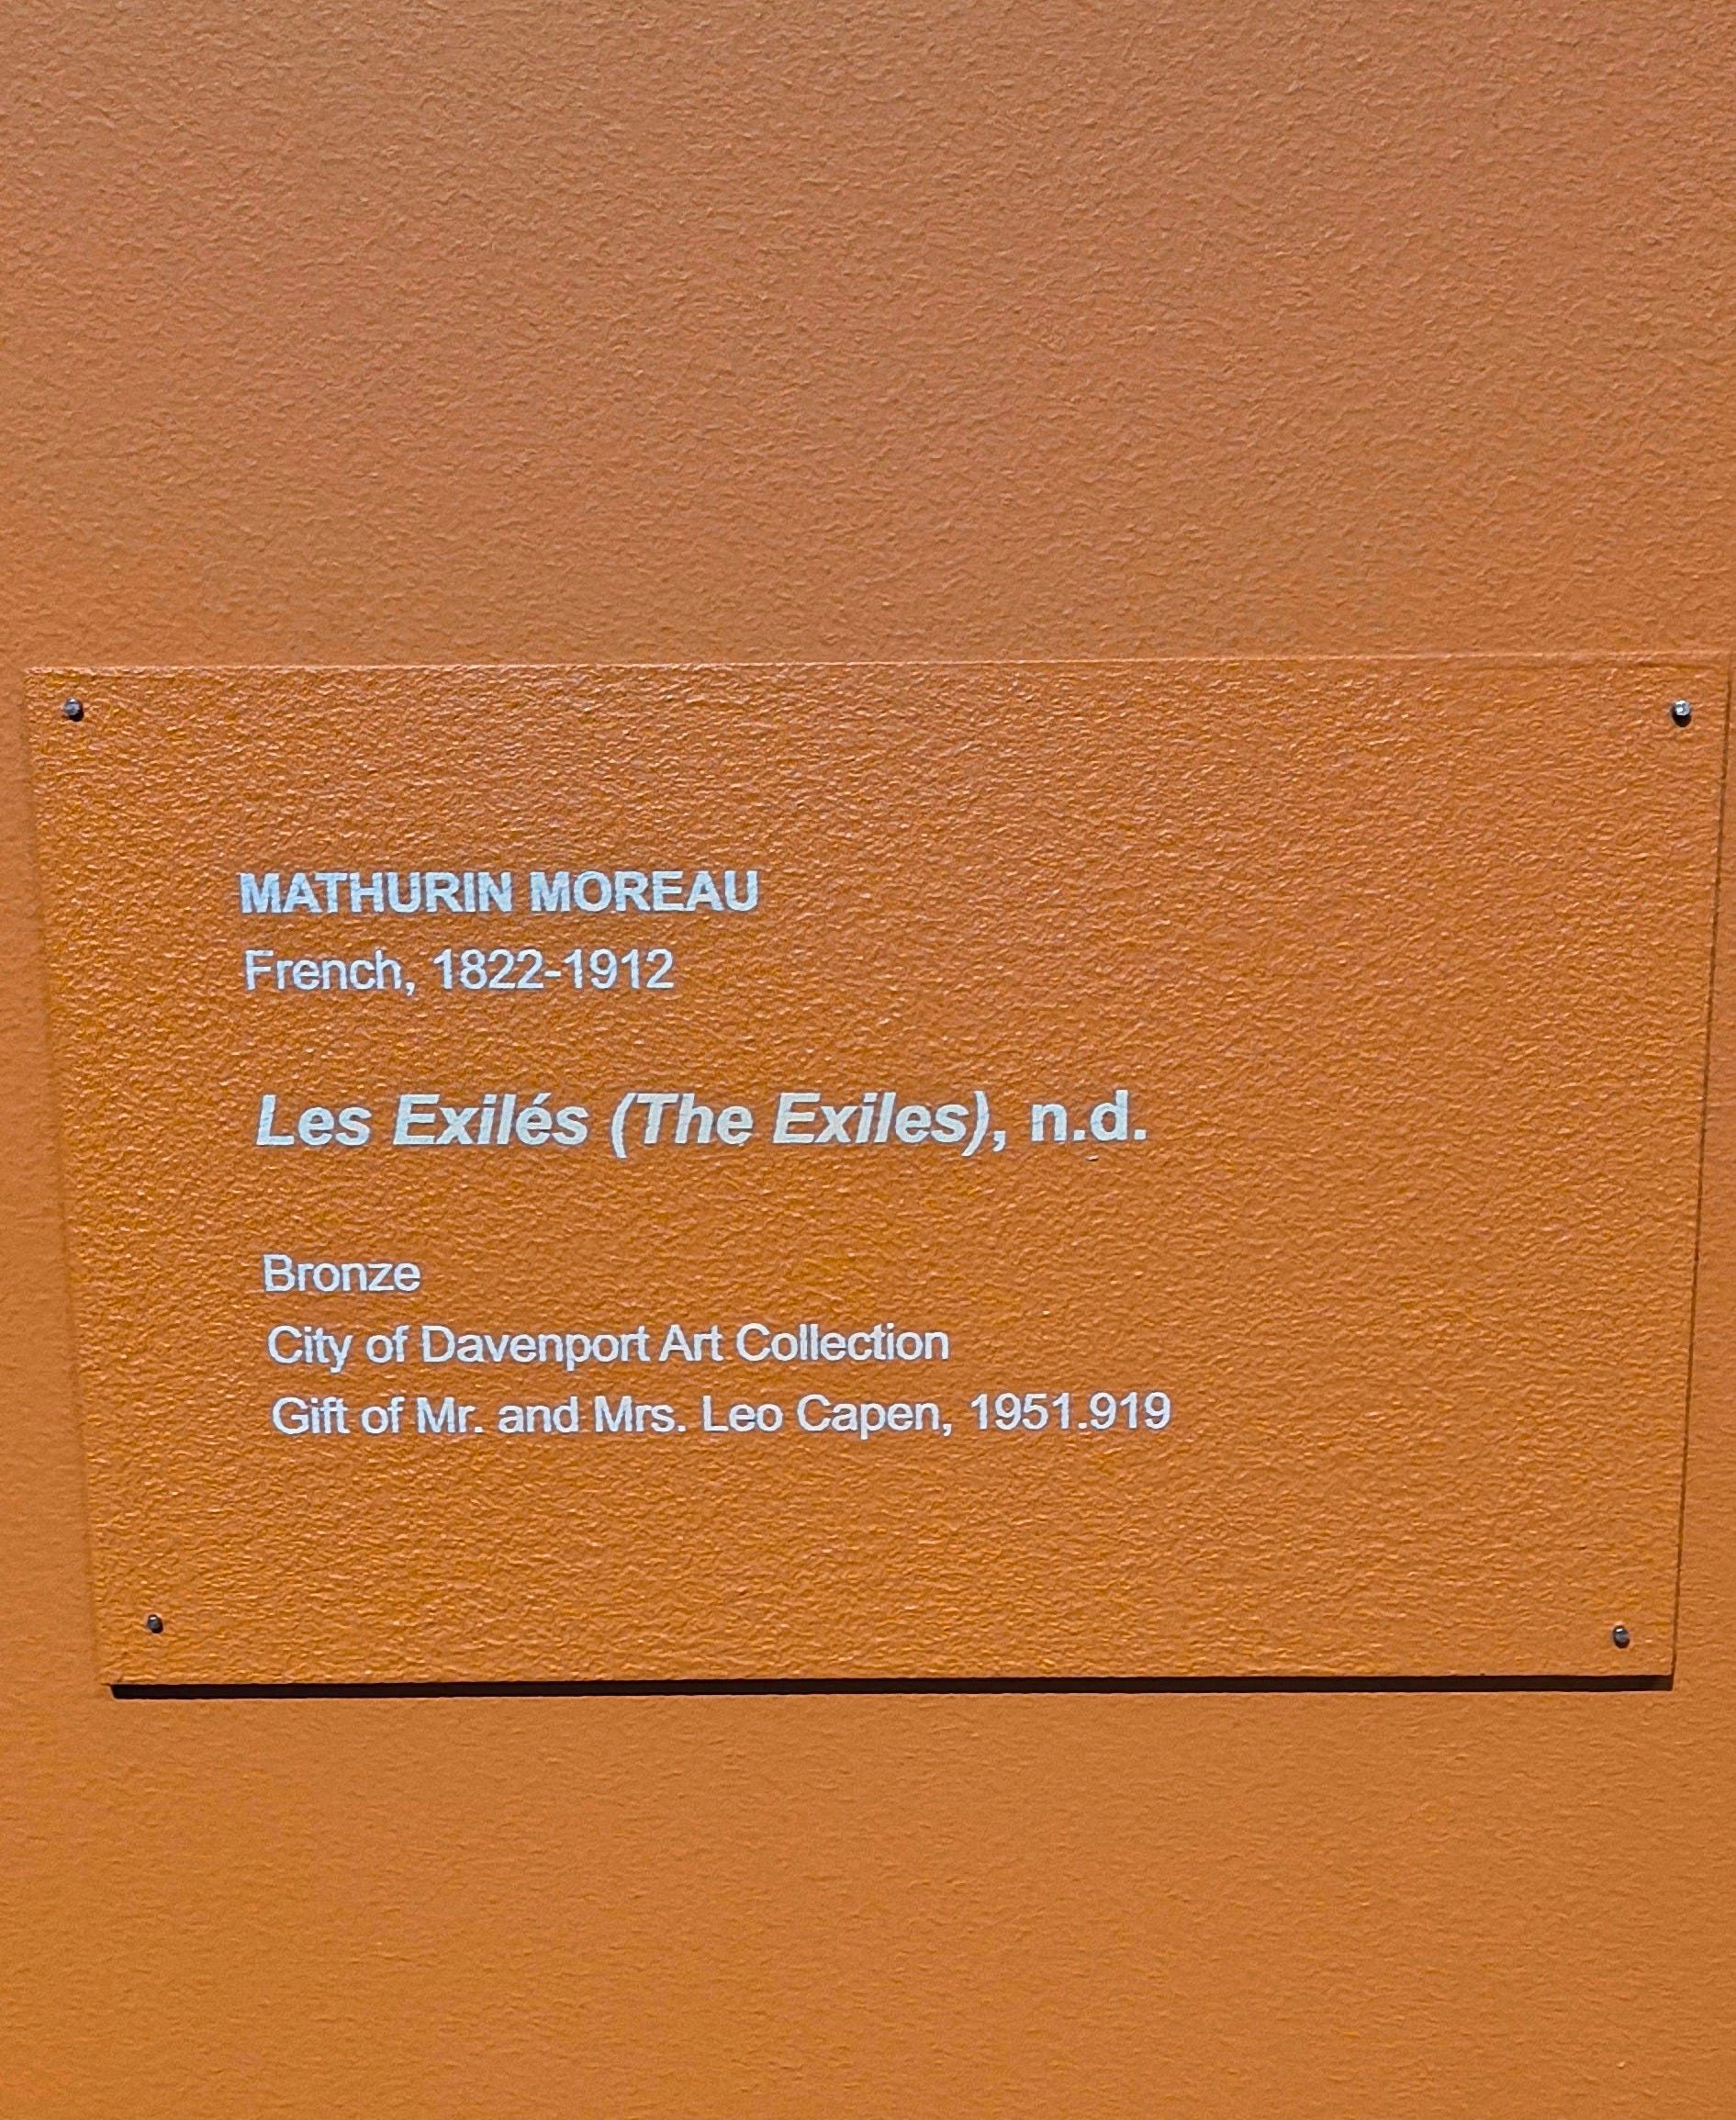 MATHURIN MOREAU
French, 1822-1912
Les Exilés (The Exiles), n.d.
Bronze
City of Davenport Art Collection
Gift of Mr. and Mrs. Leo Capen, 1951.919